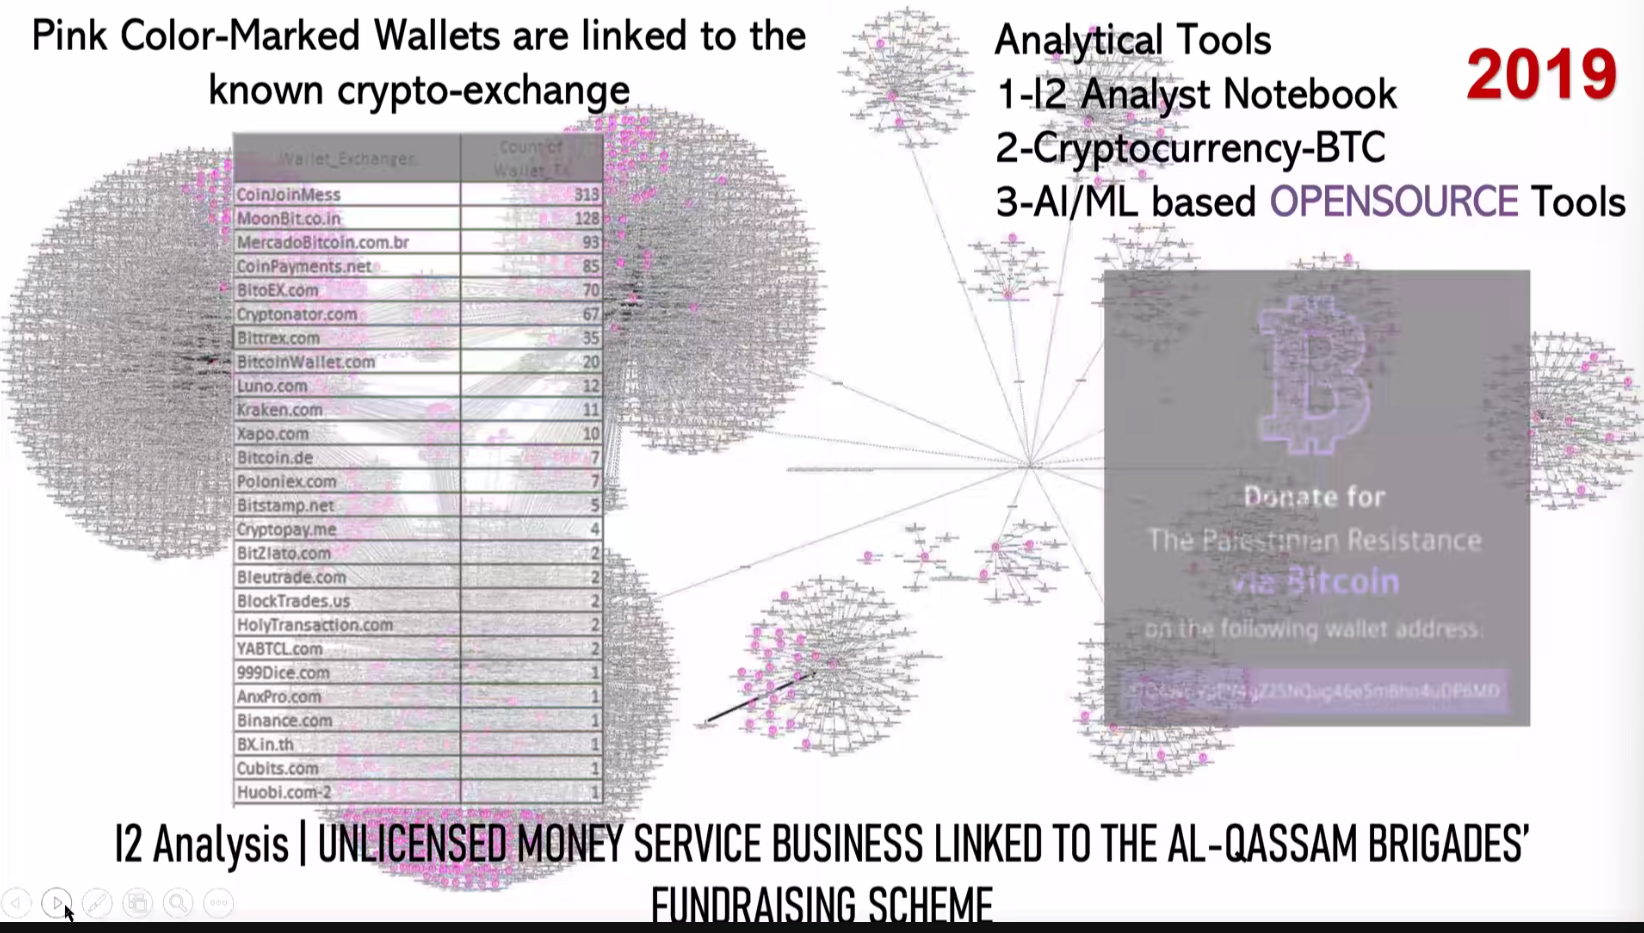 Pink Color-Marked Wallets are linked to the
known crypto-exchange
Analytical Tools
1-I2 Analyst Notebook
2-Cryptocurrency-BTC
3-AI/ML based OPENSOURCE Tools
2019
Wallet_Exchanges Count of
Wallet_TX
CoinJoinMess 313
MoonBit.co.in 128
MercadoBitcoin.com.br 93
CoinPayments.net 85
BitoEX.com 70
Cryptonator.com 67
Bittrex.com 35
BitcoinWallet.com 20
Luno.com 12
Kraken.com 11
Xapo.com 10
Bitcoin.de 7
Poloniex.com 7
Bitstamp.net 5
Cryptopay.me 4
BitZlato.com 2
Bleutrade.com 2
BlockTrades.us 2
HolyTransaction.com 2
YABTCL.com 2
999Dice.com 1
AnxPro.com 1
Binance.com 1
BX.in.th 1
Cubits.com 1
Huobi.com-2 1
Donate for
The Palestinian Resistance
via Bitcoin
on the following wallet address:
I2 Analysis | UNLICENSED MONEY SERVICE BUSINESS LINKED TO THE AL-QASSAM BRIGADES’
FUNDRAISING SCHEME